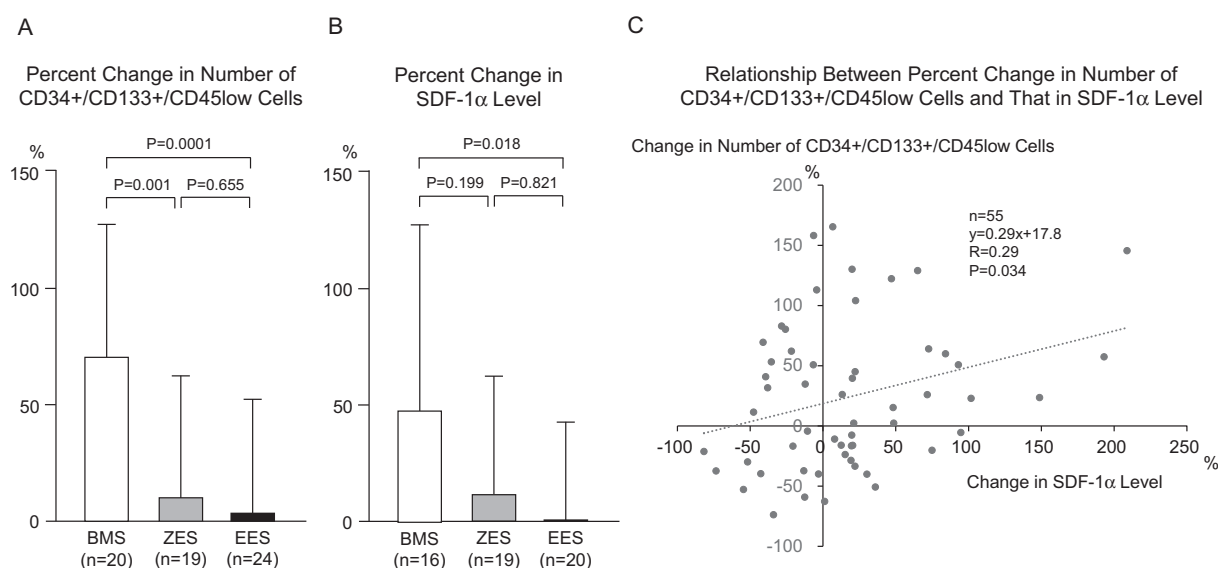 A
Percent Change in Number of
CD34+/CD133+/CD45low Cells
%
P=0.0001
P=0.001
P=0.655
150
100
50
0
BMS
(n=20)
ZES
(n=19)
EES
(n=24)
B
Percent Change in
SDF-1α Level
%
P=0.018
P=0.199
P=0.821
150
100
50
0
BMS
(n=16)
ZES
(n=19)
EES
(n=20)
C
Relationship Between Percent Change in Number of
CD34+/CD133+/CD45low Cells and That in SDF-1α Level
Change in Number of CD34+/CD133+/CD45low Cells
%
200
150
100
50
0
-50
-100
n=55
y=0.29x+17.8
R=0.29
P=0.034
-100
-50
0
50
100
150
200
250
%
Change in SDF-1α Level